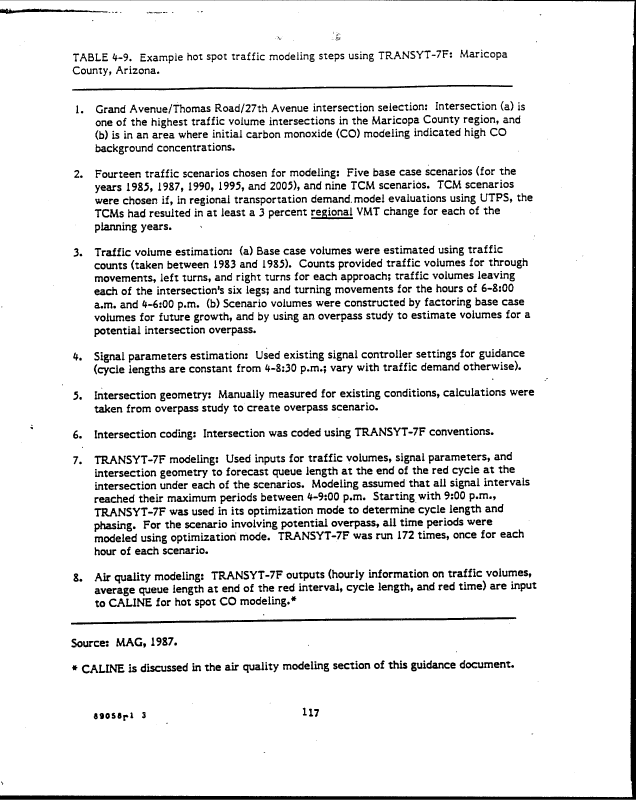 TABLE 4-9. Example hot spot traffic modeling steps using TRANSYT-7F: Maricopa
County, Arizona.
1. Grand Avenue/Thomas Road/27th Avenue intersection selection: Intersection (a) is
one of the highest traffic volume intersections in the Maricopa County region, and
(b) is in an area where initial carbon monoxide (CO) modeling indicated high CO
background concentrations.
2. Fourteen traffic scenarios chosen for modeling: Five base case scenarios (for the
years 1985, 1987, 1990, 1995, and 2005), and nine TCM scenarios. TCM scenarios
were chosen if, in regional transportation demand model evaluations using UTPS, the
TCMs had resulted in at least a 3 percent regional VMT change for each of the
planning years.
3. Traffic volume estimation: (a) Base case volumes were estimated using traffic
counts (taken between 1983 and 1985). Counts provided traffic volumes for through
movements, left turns, and right turns for each approach; traffic volumes leaving
each of the intersection's six legs; and turning movements for the hours of 6-8:00
a.m. and 4-6:00 p.m. (b) Scenario volumes were constructed by factoring base case
volumes for future growth, and by using an overpass study to estimate volumes for a
potential intersection overpass.
4. Signal parameters estimation: Used existing signal controller settings for guidance
(cycle lengths are constant from 4-8:30 p.m.; vary with traffic demand otherwise).
5. Intersection geometry: Manually measured for existing conditions, calculations were
taken from overpass study to create overpass scenario.
6. Intersection coding: Intersection was coded using TRANSYT-7F conventions.
7. TRANSYT-7F modeling: Used inputs for traffic volumes, signal parameters, and
intersection geometry to forecast queue length at the end of the red cycle at the
intersection under each of the scenarios. Modeling assumed that all signal intervals
reached their maximum periods between 4-9:00 p.m. Starting with 9:00 p.m.,
TRANSYT-7F was used in its optimization mode to determine cycle length and
phasing. For the scenario involving potential overpass, all time periods were
modeled using optimization mode. TRANSYT-7F was run 172 times, once for each
hour of each scenario.
8. Air quality modeling: TRANSYT-7F outputs (hourly information on traffic volumes,
average queue length at end of the red interval, cycle length, and red time) are input
to CALINE for hot spot CO modeling.*
Source: MAG, 1987.
* CALINE is discussed in the air quality modeling section of this guidance document.
89058r1 3
117